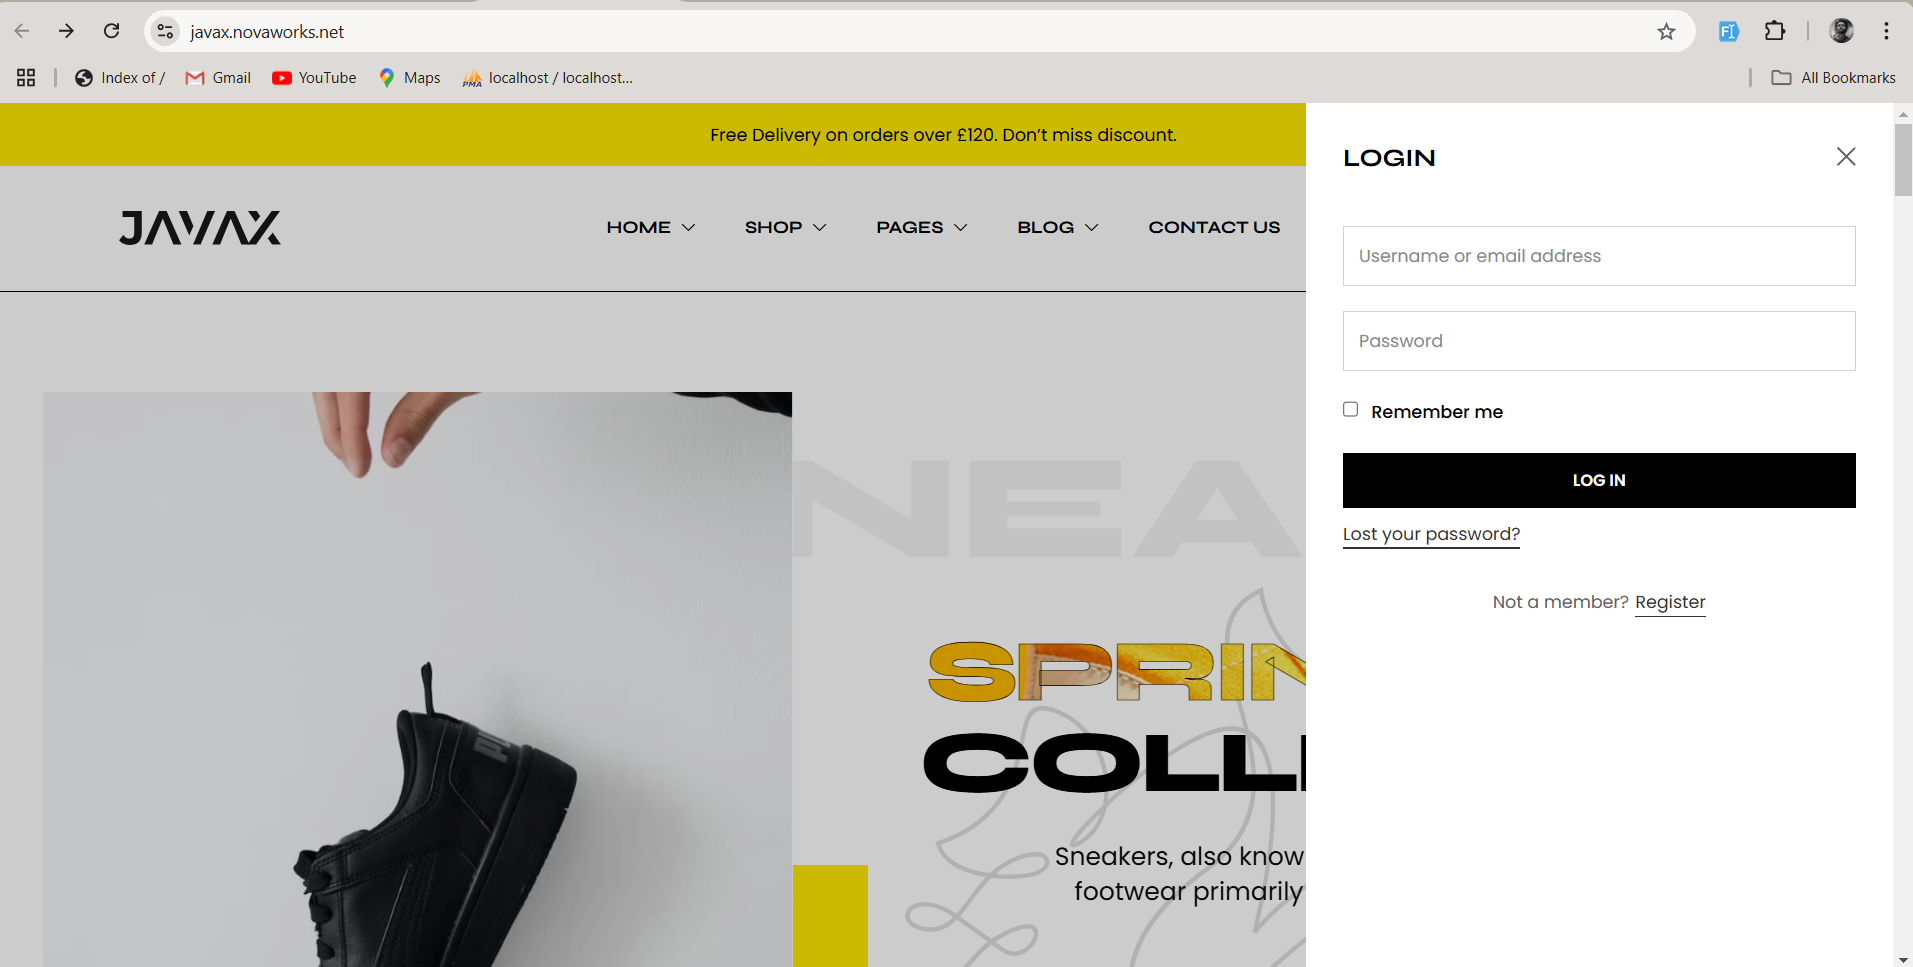 javax.novaworks.net
Index of /
Gmail
YouTube
Maps
PMA
localhost / localhost...
All Bookmarks
Free Delivery on orders over £120. Don’t miss discount.
JAVAX
HOME
SHOP
PAGES
BLOG
CONTACT US
NEA
SPRIN
COLLE
Sneakers, also know
footwear primarily
LOGIN
Username or email address
Password
Remember me
LOG IN
Lost your password?
Not a member? Register